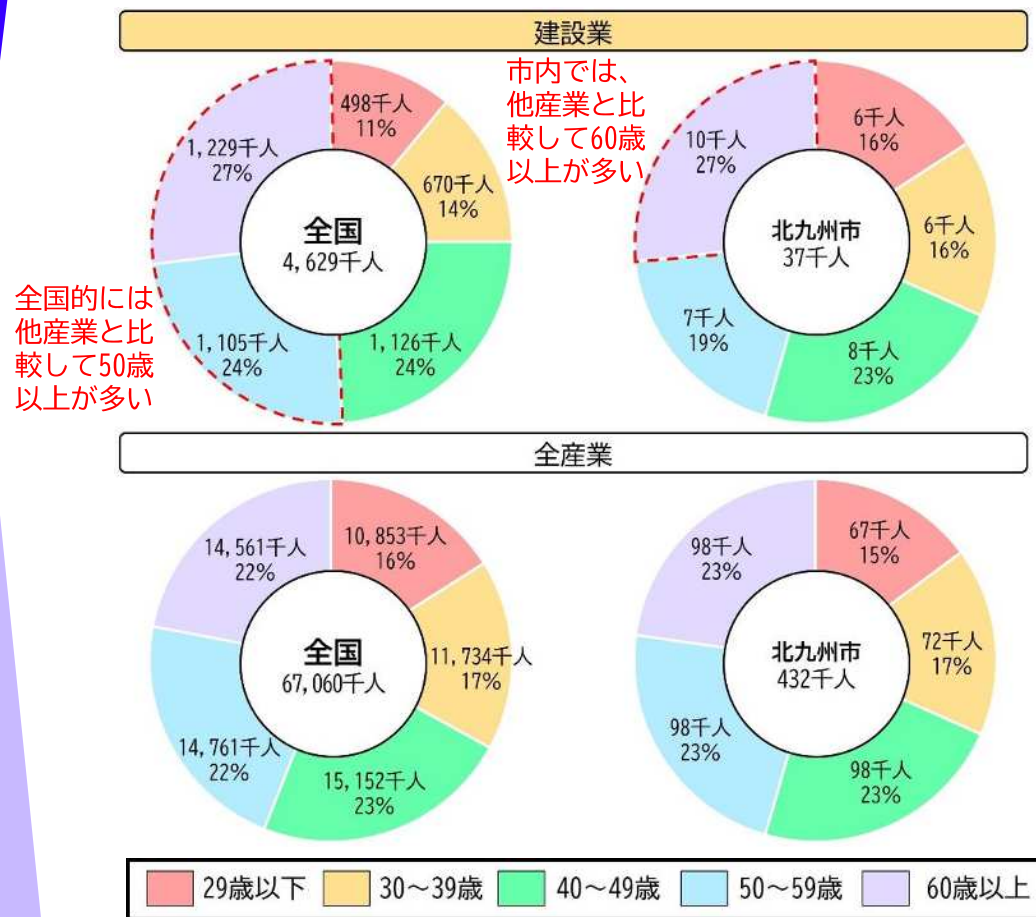 建設業
498千人
11%
670千人
14%
1,126千人
24%
1,105千人
24%
1,229千人
27%
全国
4,629千人
全国的には
他産業と比
較して50歳
以上が多い
市内では、
他産業と比
較して60歳
以上が多い
6千人
16%
6千人
16%
8千人
23%
7千人
19%
10千人
27%
北九州市
37千人
全産業
10,853千人
16%
11,734千人
17%
15,152千人
23%
14,761千人
22%
14,561千人
22%
全国
67,060千人
67千人
15%
72千人
17%
98千人
23%
98千人
23%
98千人
23%
北九州市
432千人
29歳以下
30～39歳
40～49歳
50～59歳
60歳以上